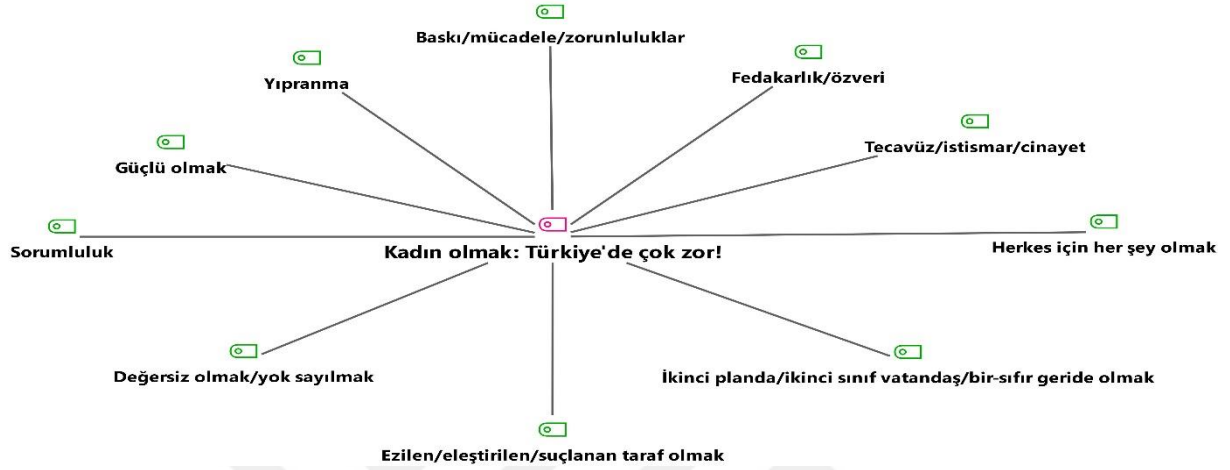 Baskı/mücadele/zorunluluklar
Yıpranma
Fedakarlık/özveri
Güçlü olmak
Tecavüz/istismar/cinayet
Sorumluluk
Kadın olmak: Türkiye'de çok zor!
Herkes için her şey olmak
Değersiz olmak/yok sayılmak
İkinci planda/ikinci sınıf vatandaş/bir-sıfır geride olmak
Ezilen/eleştirilen/suçlanan taraf olmak